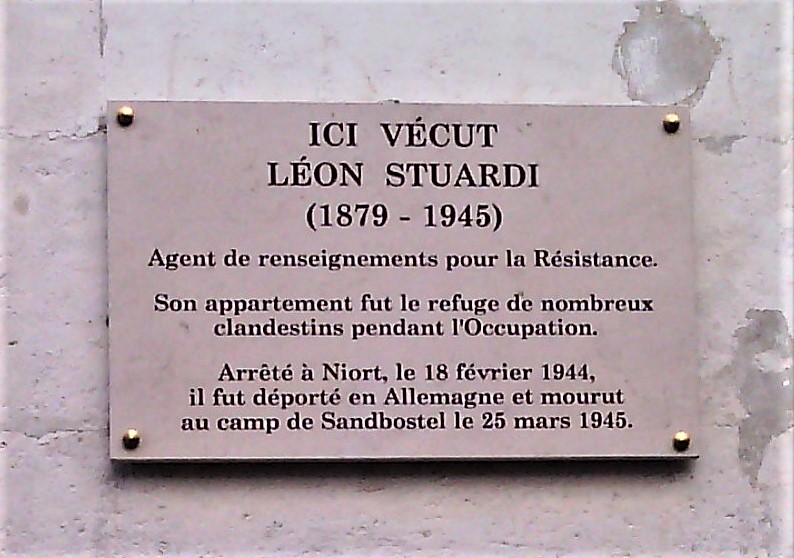 ICI VÉCUT
LÉON STUARDI
(1879 - 1945)
Agent de renseignements pour la Résistance.
Son appartement fut le refuge de nombreux
clandestins pendant l'Occupation.
Arrêté à Niort, le 18 février 1944,
il fut déporté en Allemagne et mourut
au camp de Sandbostel le 25 mars 1945.